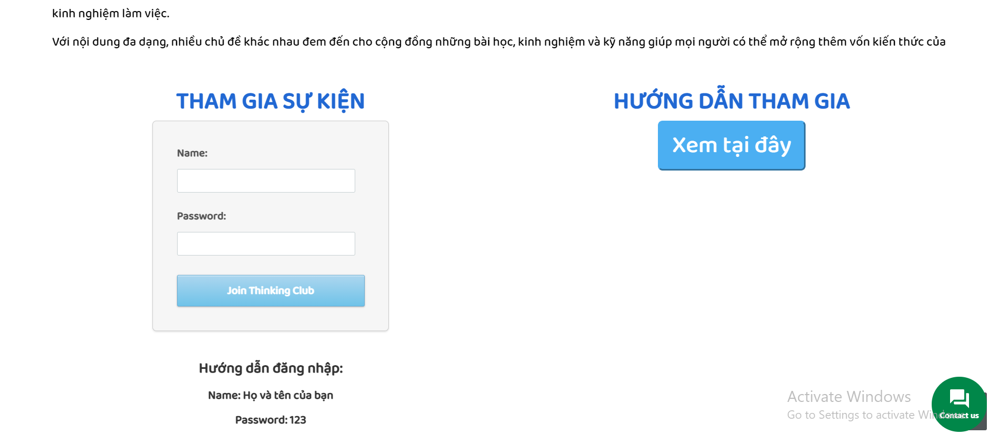 kinh nghiệm làm việc.
Với nội dung đa dạng, nhiều chủ đề khác nhau đem đến cho cộng đồng những bài học, kinh nghiệm và kỹ năng giúp mọi người có thể mở rộng thêm vốn kiến thức của
THAM GIA SỰ KIỆN
Name:
Password:
Join Thinking Club
Hướng dẫn đăng nhập:
Name: Họ và tên của bạn
Password: 123
HƯỚNG DẪN THAM GIA
Xem tại đây
Activate Windows
Go to Settings to activate Windows.
Contact us